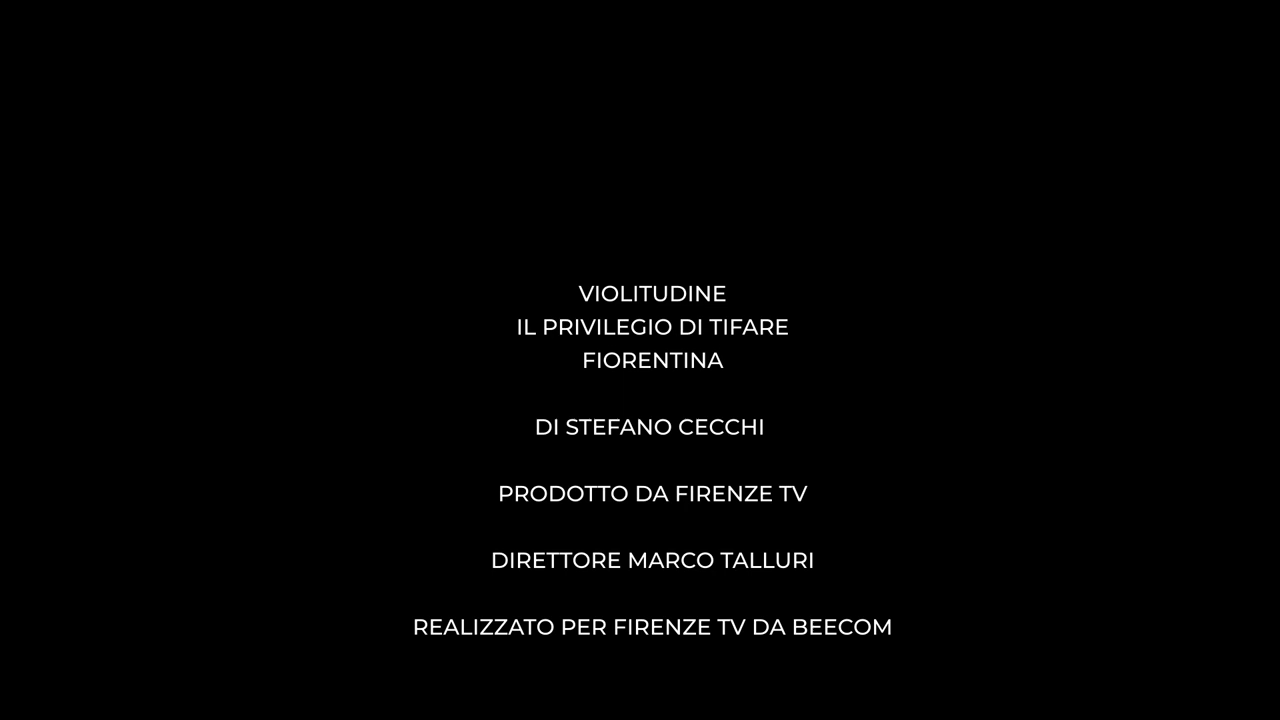 VIOLITUDINE
IL PRIVILEGIO DI TIFARE
FIORENTINA
DI STEFANO CECCHI
PRODOTTO DA FIRENZE TV
DIRETTORE MARCO TALLURI
REALIZZATO PER FIRENZE TV DA BEECOM